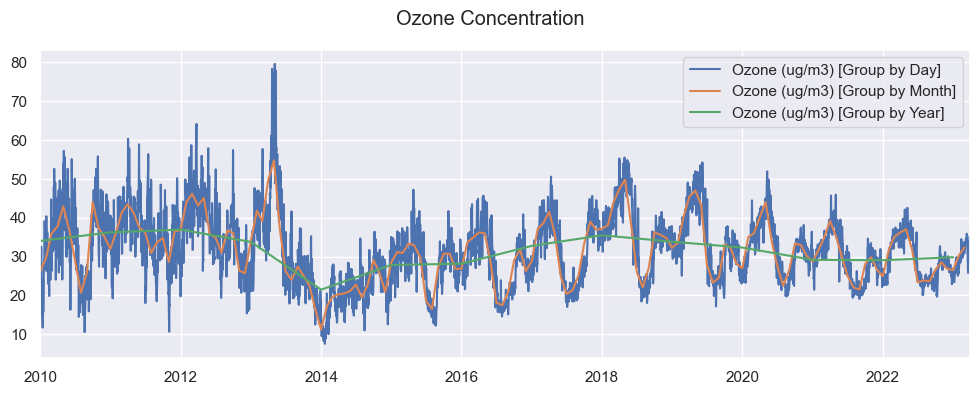 Ozone Concentration
80
70
60
50
40
30
20
10
Ozone (ug/m3) [Group by Day]
Ozone (ug/m3) [Group by Month]
Ozone (ug/m3) [Group by Year]
2010 2012 2014 2016 2018 2020 2022